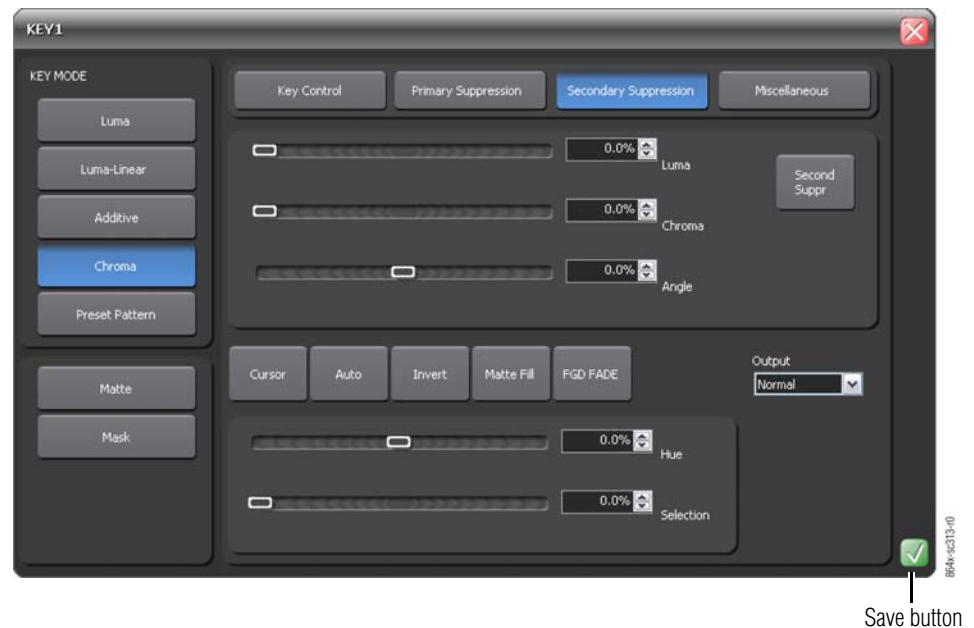 KEY1
KEY MODE
Luma
Luma-Linear
Additive
Chroma
Preset Pattern
Matte
Mask
Key Control
Primary Suppression
Secondary Suppression
Miscellaneous
0.0%
Luma
Second
Suppr
0.0%
Chroma
0.0%
Angle
Cursor
Auto
Invert
Matte Fill
FGD FADE
Output
Normal
0.0%
Hue
0.0%
Selection
864x-sc313-r0
Save button